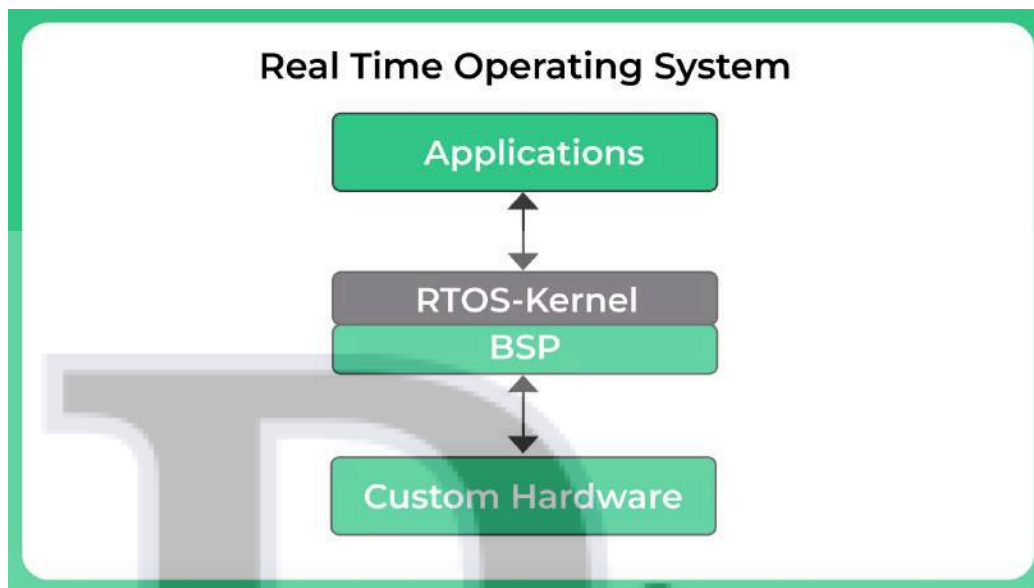 Real Time Operating System
Applications
RTOS-Kernel
BSP
Custom Hardware